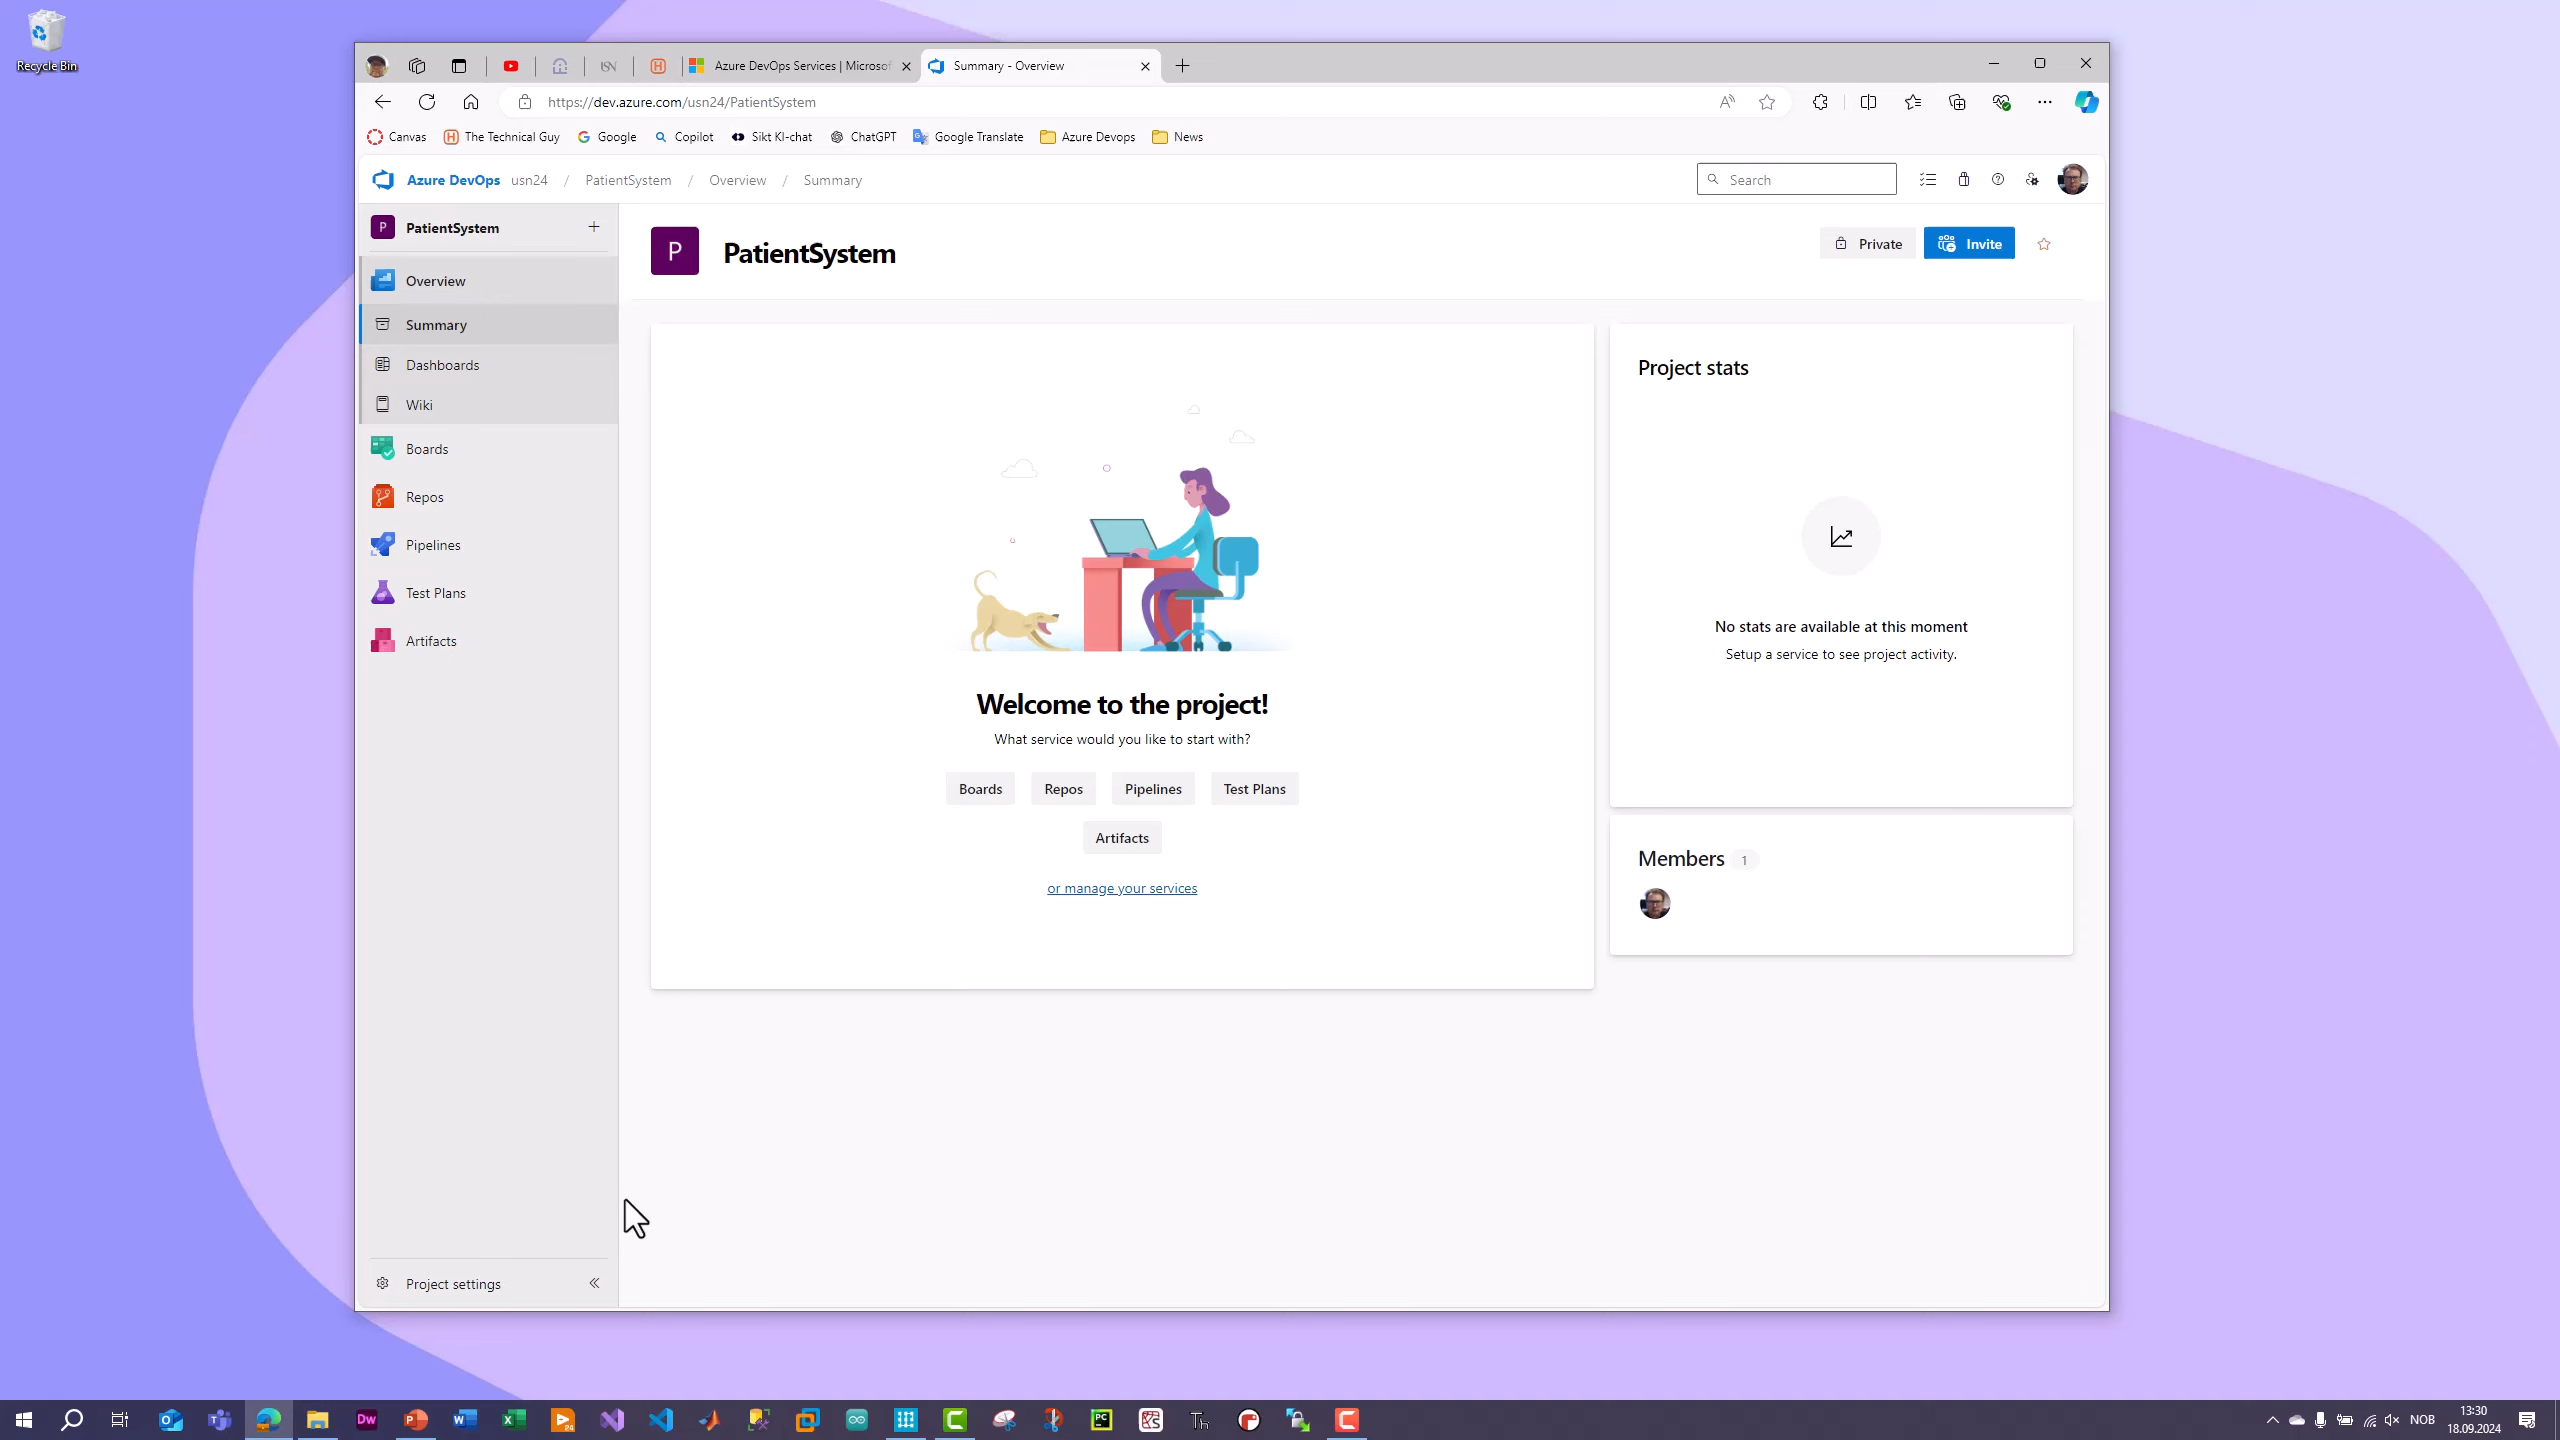 Recycle Bin
Azure DevOps Services | Microsof
Summary - Overview
https://dev.azure.com/usn24/PatientSystem
Canvas
The Technical Guy
Google
Copilot
Sikt KI-chat
ChatGPT
Google Translate
Azure Devops
News
Azure DevOps usn24 / PatientSystem / Overview / Summary
Search
P PatientSystem
Overview
Summary
Dashboards
Wiki
Boards
Repos
Pipelines
Test Plans
Artifacts
Project settings
P PatientSystem
Private
Invite
Welcome to the project!
What service would you like to start with?
Boards
Repos
Pipelines
Test Plans
Artifacts
or manage your services
Project stats
No stats are available at this moment
Setup a service to see project activity.
Members 1
NOB
13:30
18.09.2024